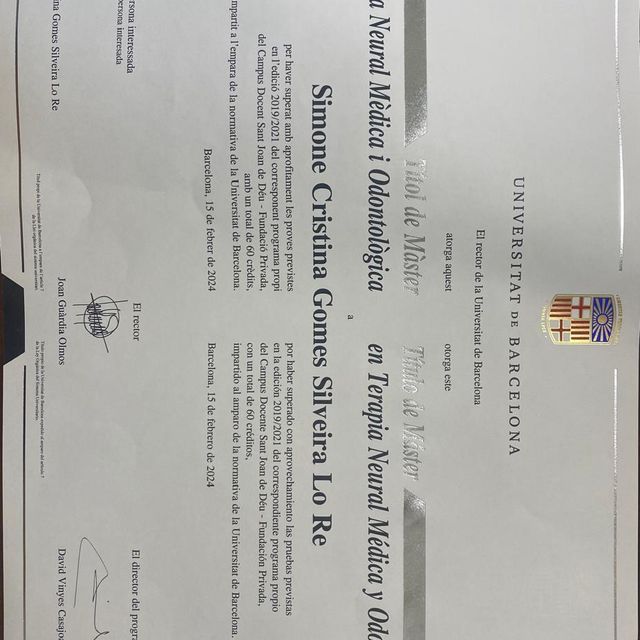 UNIVERSITAT DE BARCELONA
El rector de la Universitat de Barcelona
atorga aquest
otorga este
Títol de Màster
Título de Máster
a Neural Mèdica i Odontològica
en Terapia Neural Médica y Odo
a
Simone Cristina Gomes Silveira Lo Re
per haver superat amb aprofitament les proves previstes
en l'edició 2019/2021 del corresponent programa propi
del Campus Docent Sant Joan de Déu - Fundació Privada,
amb un total de 60 crèdits,
impartit a l'empara de la normativa de la Universitat de Barcelona.
Barcelona, 15 de febrer de 2024
por haber superado con aprovechamiento las pruebas previstas
en la edición 2019/2021 del correspondiente programa propio
del Campus Docente Sant Joan de Déu - Fundación Privada,
con un total de 60 créditos,
impartido al amparo de la normativa de la Universitat de Barcelona.
Barcelona, 15 de febrero de 2024
rsona interessada
persona interesada
na Gomes Silveira Lo Re
El rector
Joan Guàrdia Olmos
El director del progra
David Vinyes Casajoa